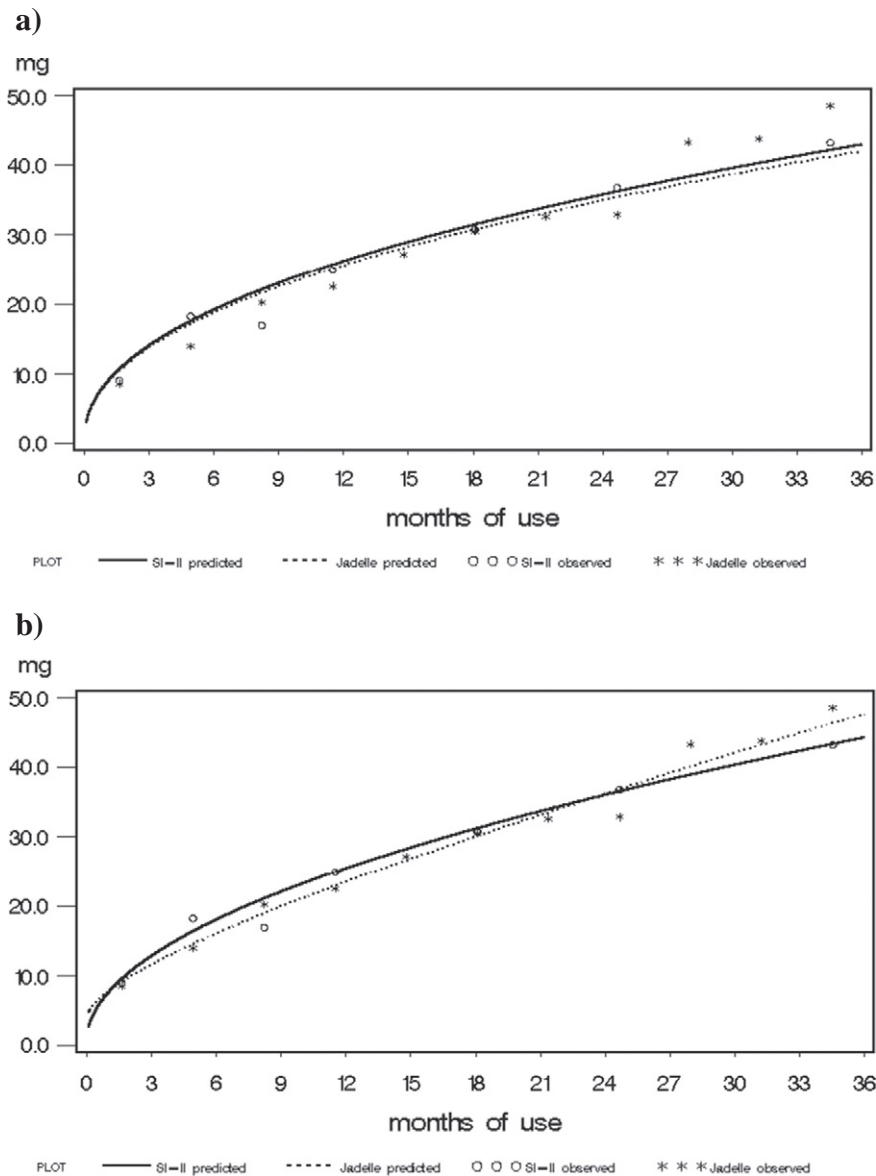 a)
mg
50.0
40.0
30.0
20.0
10.0
0.0
0 3 6 9 12 15 18 21 24 27 30 33 36
months of use
PLOT SI-II predicted Jadelle predicted SI-II observed Jadelle observed
b)
mg
50.0
40.0
30.0
20.0
10.0
0.0
0 3 6 9 12 15 18 21 24 27 30 33 36
months of use
PLOT SI-II predicted Jadelle predicted SI-II observed Jadelle observed